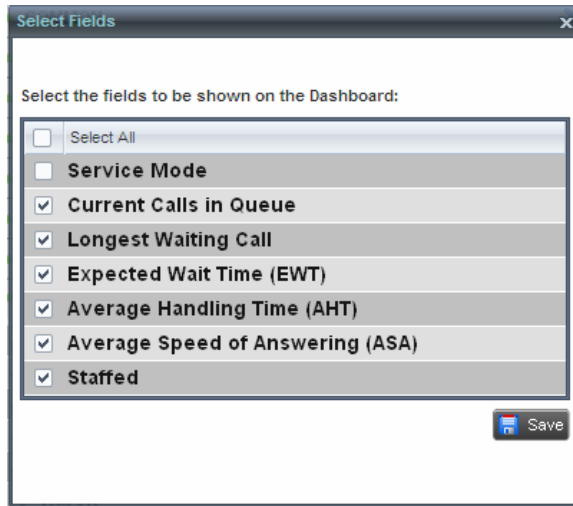 Select Fields
Select the fields to be shown on the Dashboard:
Select All
Service Mode
Current Calls in Queue
Longest Waiting Call
Expected Wait Time (EWT)
Average Handling Time (AHT)
Average Speed of Answering (ASA)
Staffed
Save